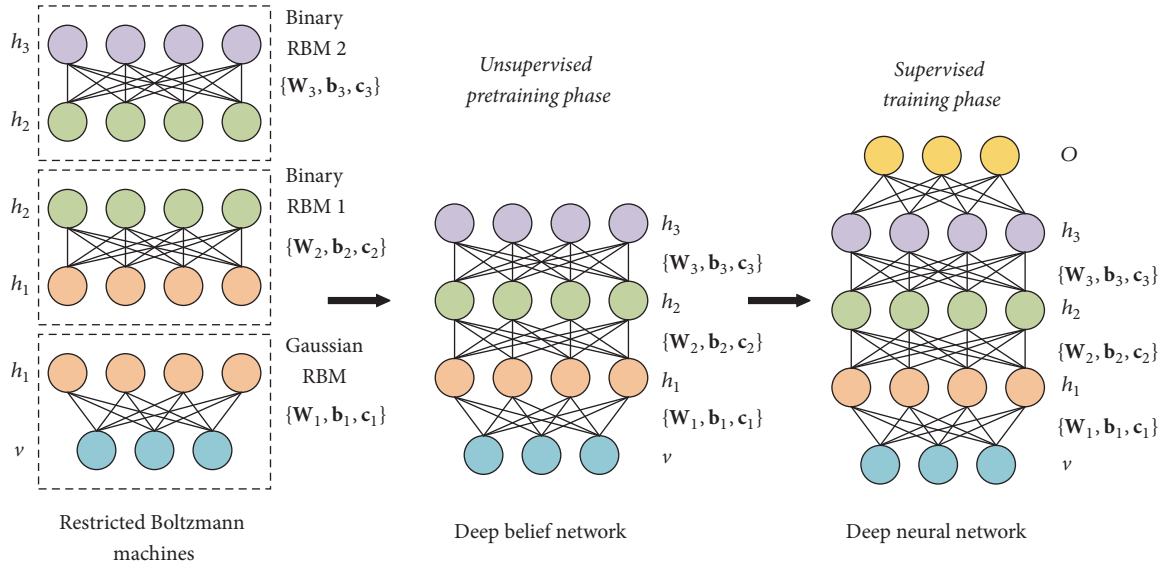 h3
h2
Binary
RBM 2
{W3, b3, c3}
h2
h1
Binary
RBM 1
{W2, b2, c2}
h1
v
Gaussian
RBM
{W1, b1, c1}
Restricted Boltzmann
machines
Unsupervised
pretraining phase
h3
{W3, b3, c3}
h2
{W2, b2, c2}
h1
{W1, b1, c1}
v
Deep belief network
Supervised
training phase
O
h3
{W3, b3, c3}
h2
{W2, b2, c2}
h1
{W1, b1, c1}
v
Deep neural network